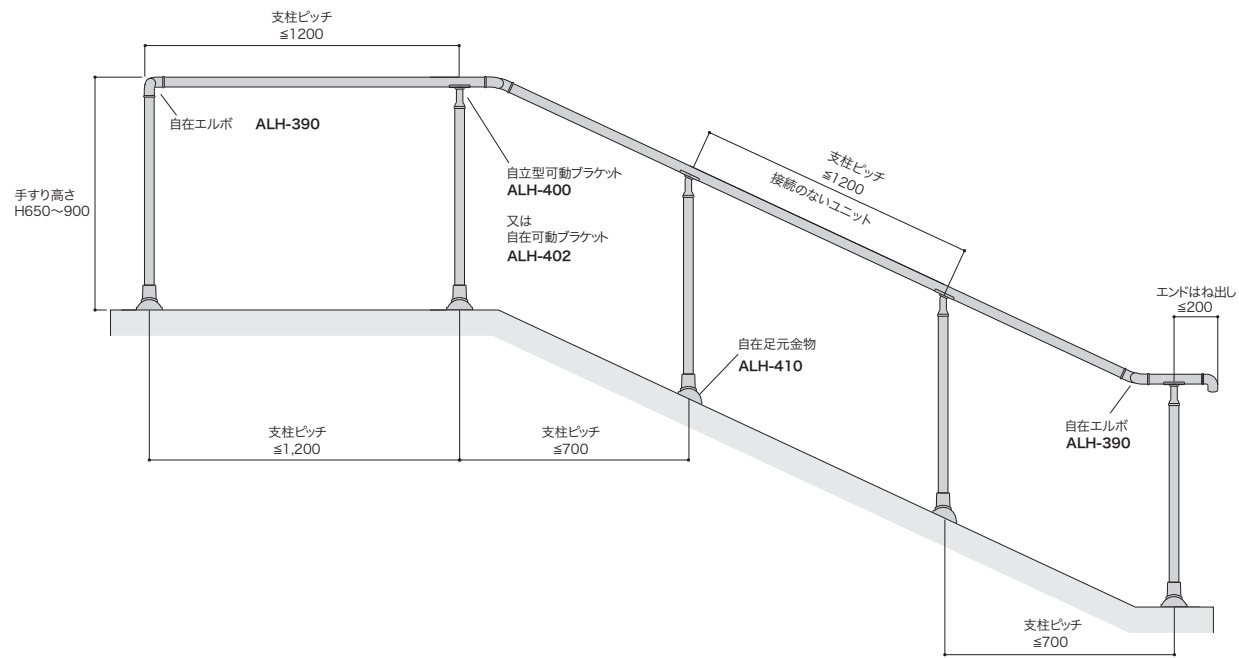 支柱ピッチ
≦1200
自在エルボ ALH-390
手すり高さ
H650〜900
自立型可動ブラケット
ALH-400
又は
自在可動ブラケット
ALH-402
支柱ピッチ
≦1200
接続のないユニット
エンドはね出し
≦200
自在足元金物
ALH-410
自在エルボ
ALH-390
支柱ピッチ
≦1,200
支柱ピッチ
≦700
支柱ピッチ
≦700